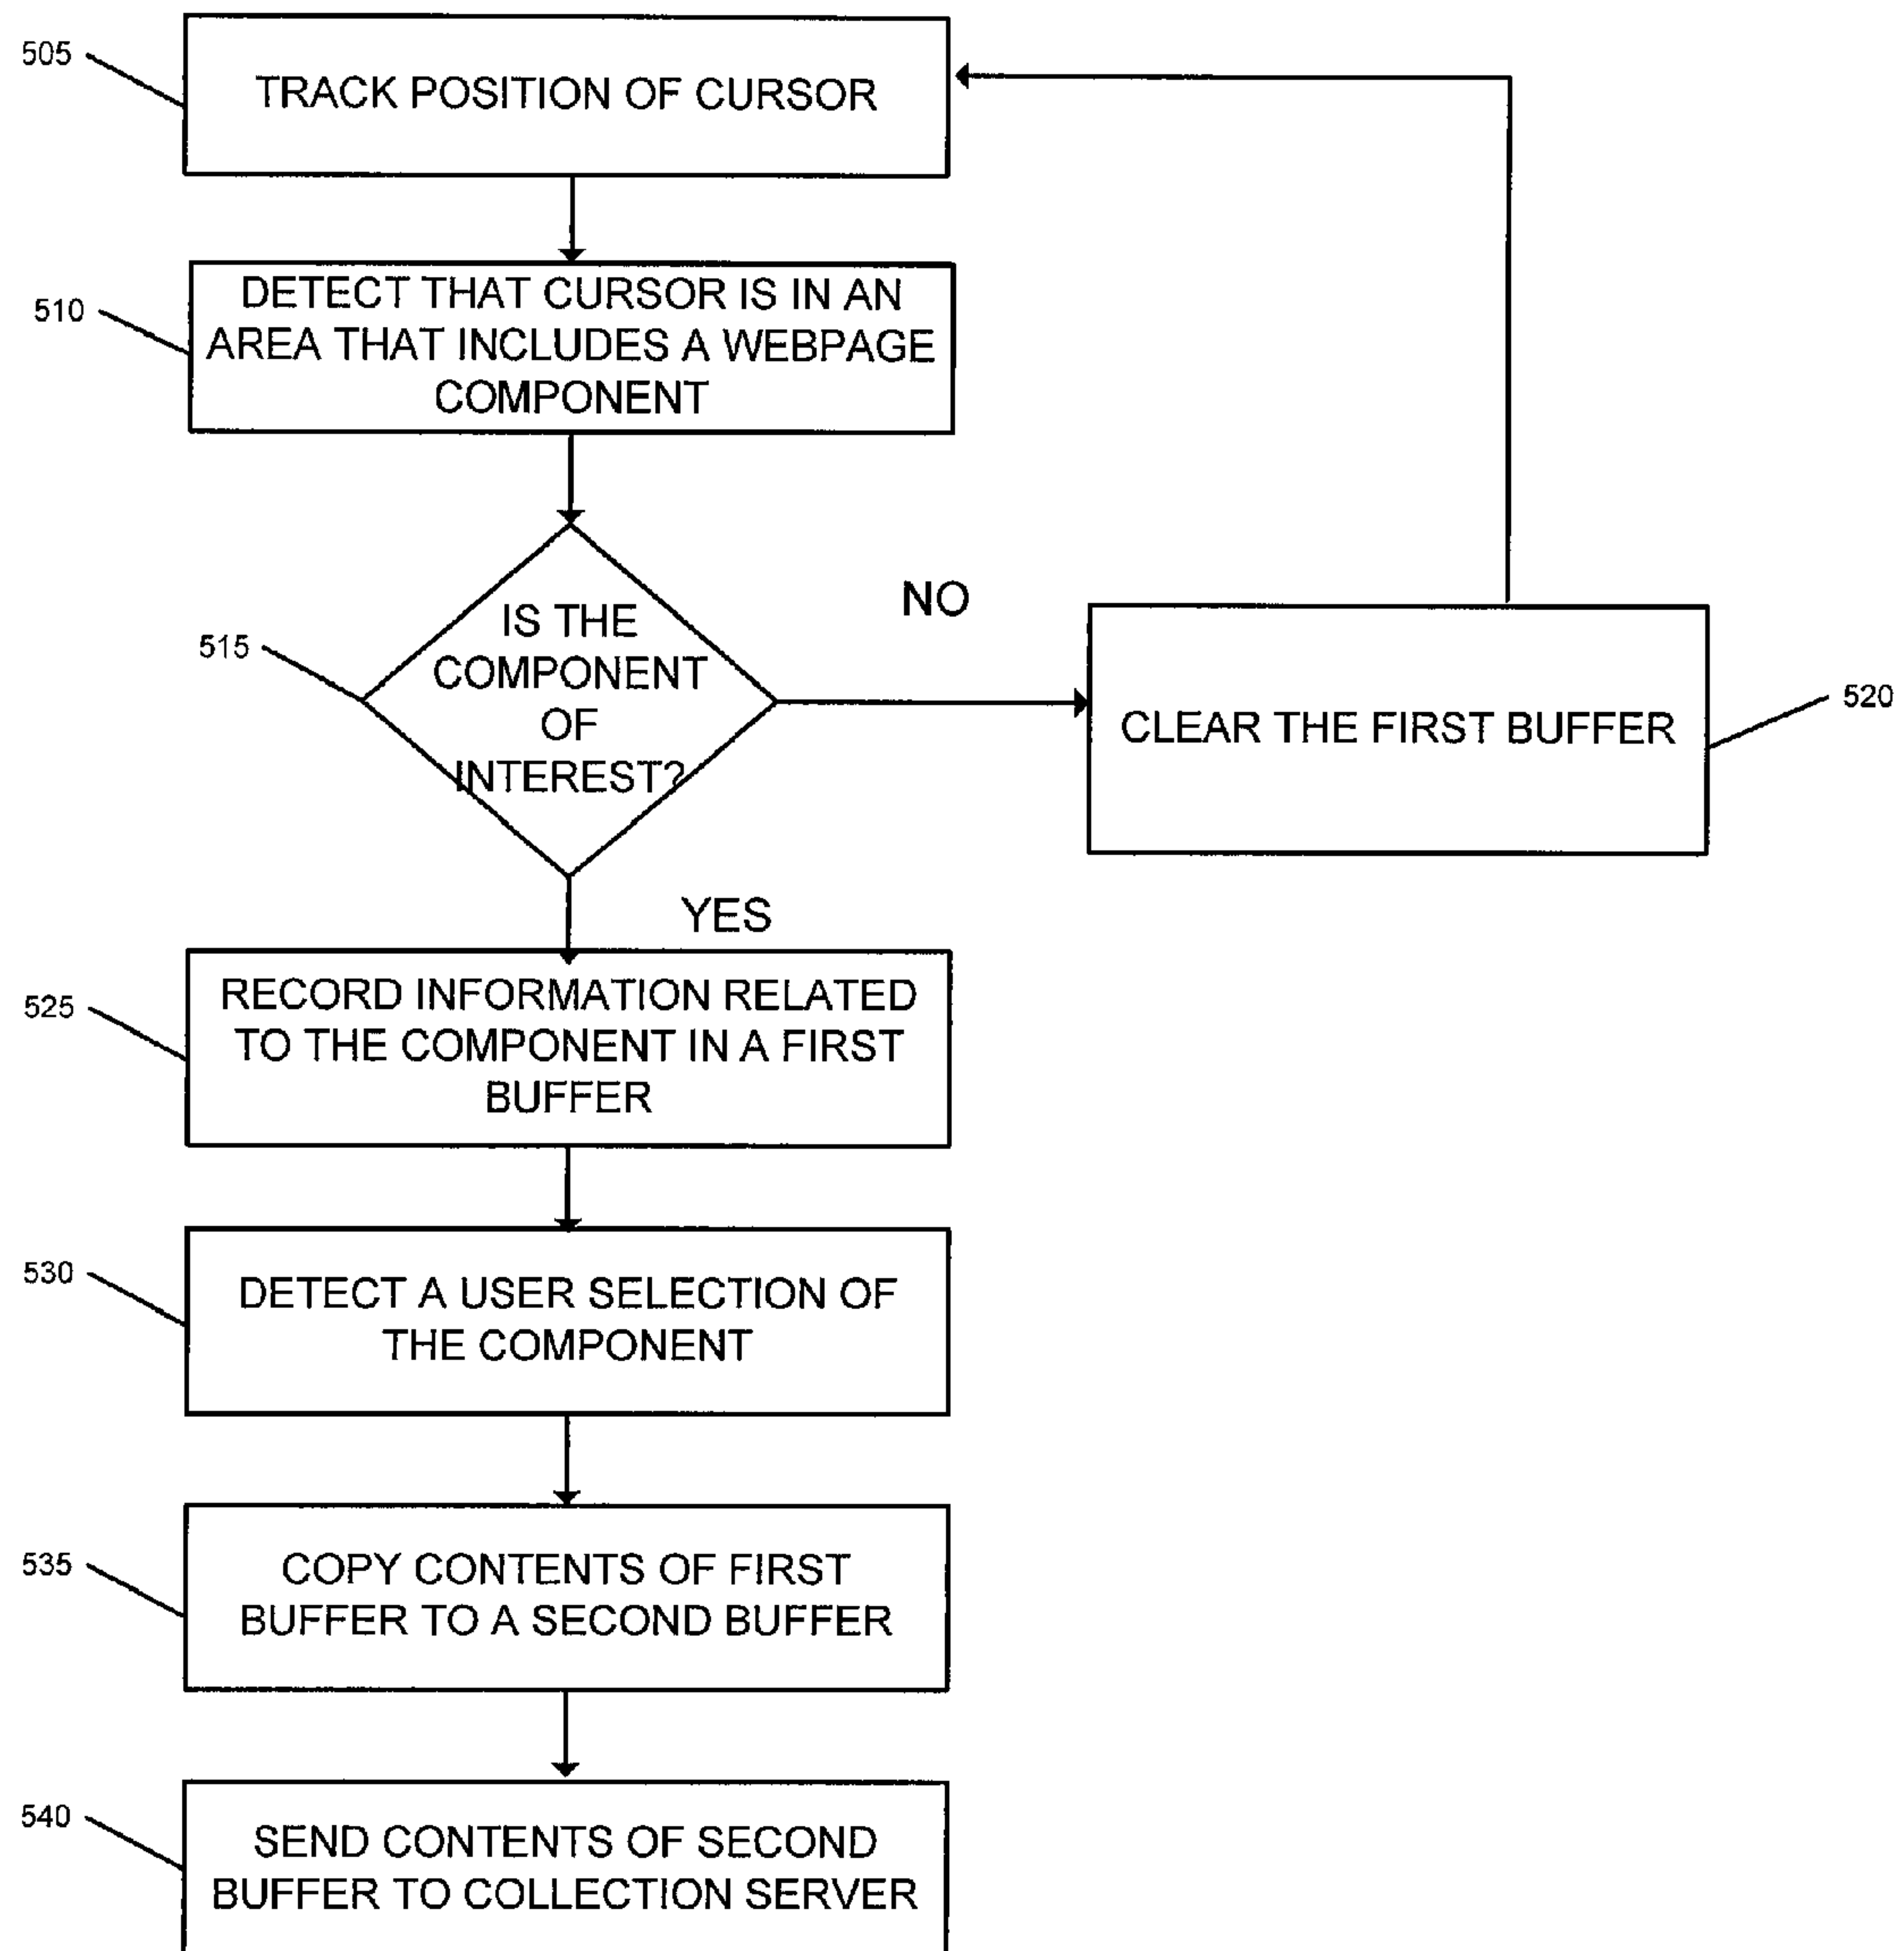 505
TRACK POSITION OF CURSOR
510
DETECT THAT CURSOR IS IN AN
AREA THAT INCLUDES A WEBPAGE
COMPONENT
515
IS THE
COMPONENT
OF
INTEREST?
NO
CLEAR THE FIRST BUFFER
520
YES
525
RECORD INFORMATION RELATED
TO THE COMPONENT IN A FIRST
BUFFER
530
DETECT A USER SELECTION OF
THE COMPONENT
535
COPY CONTENTS OF FIRST
BUFFER TO A SECOND BUFFER
540
SEND CONTENTS OF SECOND
BUFFER TO COLLECTION SERVER